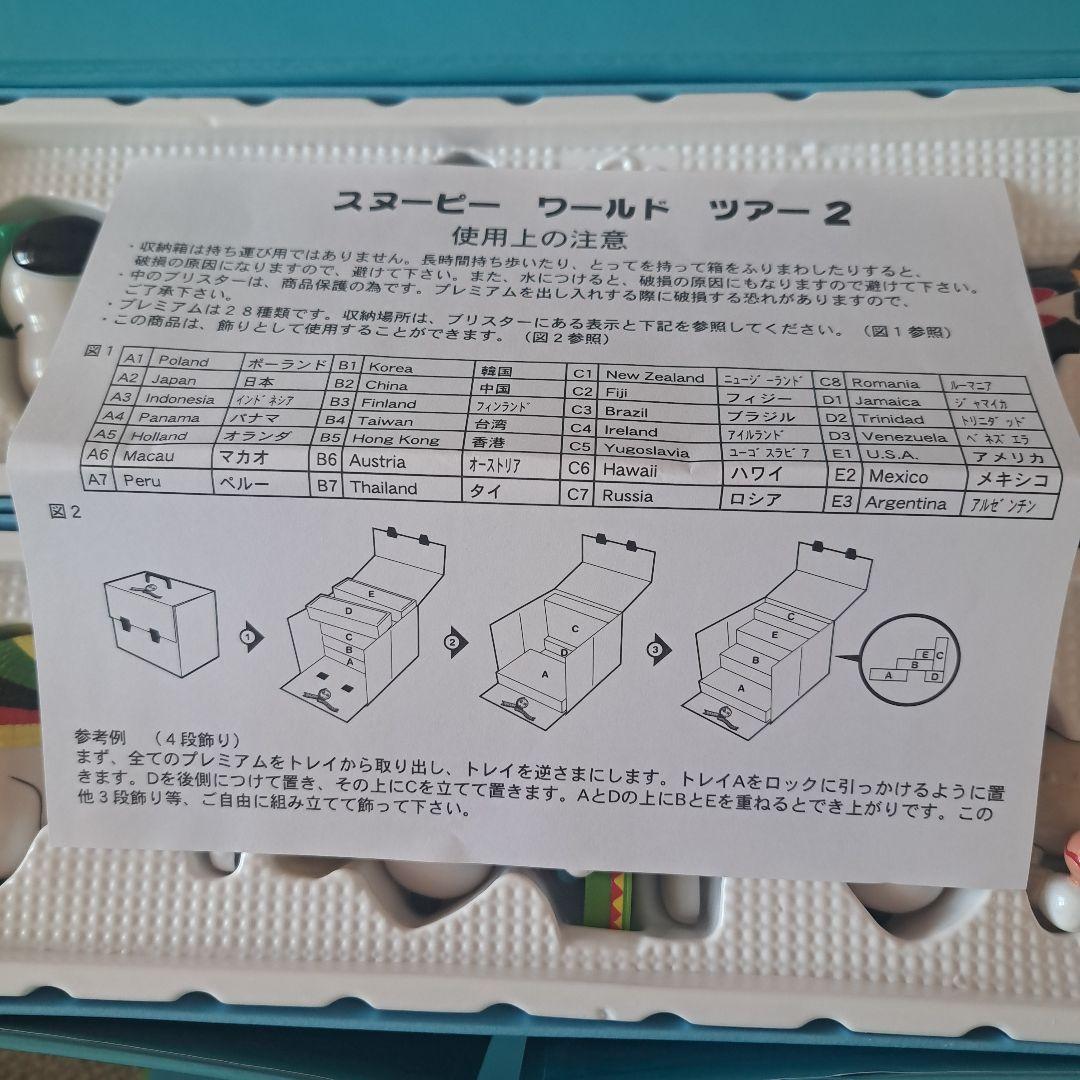 スヌーピー ワールド ツアー2
使用上の注意
・収納箱は持ち運び用ではありません。長時間持ち歩いたり、とってを持って箱をふりまわしたりすると、
破損の原因になりますので、避けて下さい。また、水につけると、破損の原因にもなりますので避けて下さい。
・中のブリスターは、商品保護の為です。プレミアムを出し入れする際に破損する恐れがありますので、
ご了承下さい。
・プレミアムは28種類です。収納場所は、ブリスターにある表示と下記を参照してください。(図1参照)
・この商品は、飾りとして使用することができます。(図2参照)
図1
A1 Poland ポーランド B1 Korea 韓国 C1 New Zealand ニュージーランド C8 Romania ルーマニア
A2 Japan 日本 B2 China 中国 C2 Fiji フィジー D1 Jamaica ジャマイカ
A3 Indonesia インドネシア B3 Finland フィンランド C3 Brazil ブラジル D2 Trinidad トリニダッド
A4 Panama パナマ B4 Taiwan 台湾 C4 Ireland アイルランド D3 Venezuela ベネズエラ
A5 Holland オランダ B5 Hong Kong 香港 C5 Yugoslavia ユーゴスラビア E1 U.S.A. アメリカ
A6 Macau マカオ B6 Austria オーストリア C6 Hawaii ハワイ E2 Mexico メキシコ
A7 Peru ペルー B7 Thailand タイ C7 Russia ロシア E3 Argentina アルゼンチン
図2
1
E
D
C
B
A
2
C
D
A
3
C
E
B
A
E C
B
A D
参考例 (4段飾り)
まず、全てのプレミアムをトレイから取り出し、トレイを逆さまにします。トレイAをロックに引っかけるように置
きます。Dを後側につけて置き、その上にCを立てて置きます。AとDの上にBとEを重ねるとでき上がりです。この
他3段飾り等、ご自由に組み立てて飾って下さい。